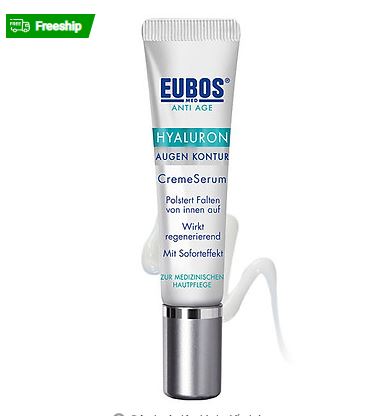 Freeship
EUBOS®
MED
ANTI AGE
HYALURON
AUGEN KONTUR
CremeSerum
Polstert Falten
von innen auf
Wirkt
regenerierend
Mit Soforteffekt
ZUR MEDIZINISCHEN
HAUTPFLEGE